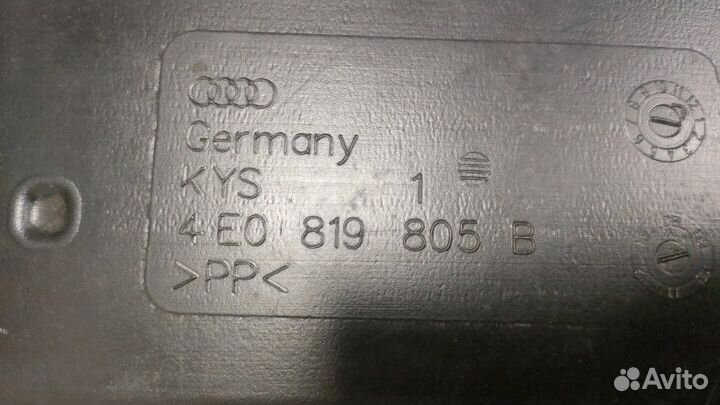 Germany
KYS 1
4E0 819 805 B
>PP<
Avito